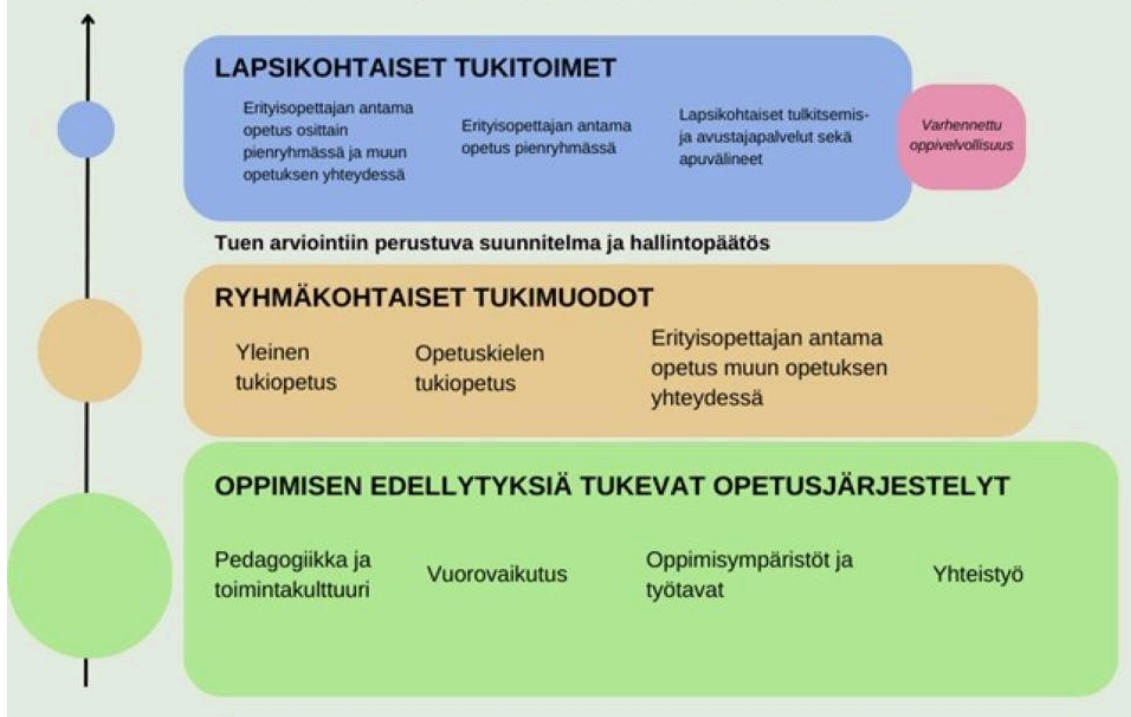 LAPSIKOHTAISET TUKITOIMET
Erityisopettajan antama
opetus osittain
pienryhmässä ja muun
opetuksen yhteydessä
Erityisopettajan antama
opetus pienryhmässä
Lapsikohtaiset tulkitsemis-
ja avustajapalvelut sekä
apuvälineet
Varhennettu
oppivelvollisuus
Tuen arviointiin perustuva suunnitelma ja hallintopäätös
RYHMÄKOHTAISET TUKIMUODOT
Yleinen
tukiopetus
Opetuskielen
tukiopetus
Erityisopettajan antama
opetus muun opetuksen
yhteydessä
OPPIMISEN EDELLYTYKSIÄ TUKEVAT OPETUSJÄRJESTELYT
Pedagogiikka ja
toimintakulttuuri
Vuorovaikutus
Oppimisympäristöt ja
työtavat
Yhteistyö